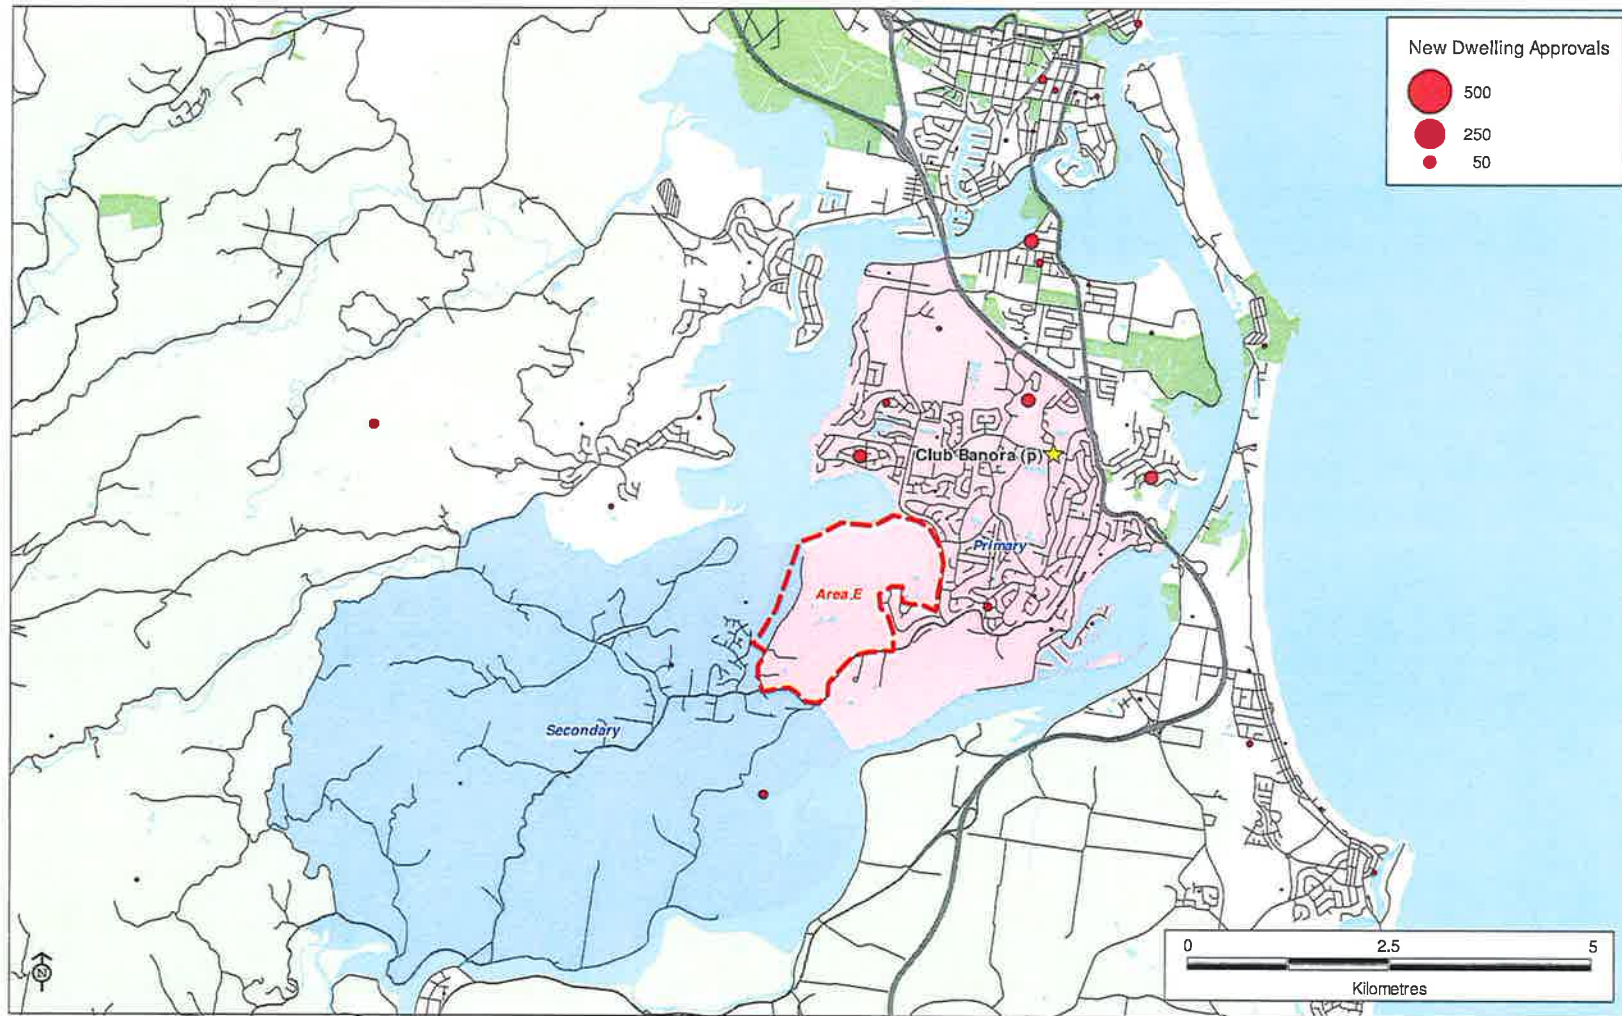 New Dwelling Approvals
500
250
50
Club Banora (p)
Primary
Area E
Secondary
0 2.5 5
Kilometres
N